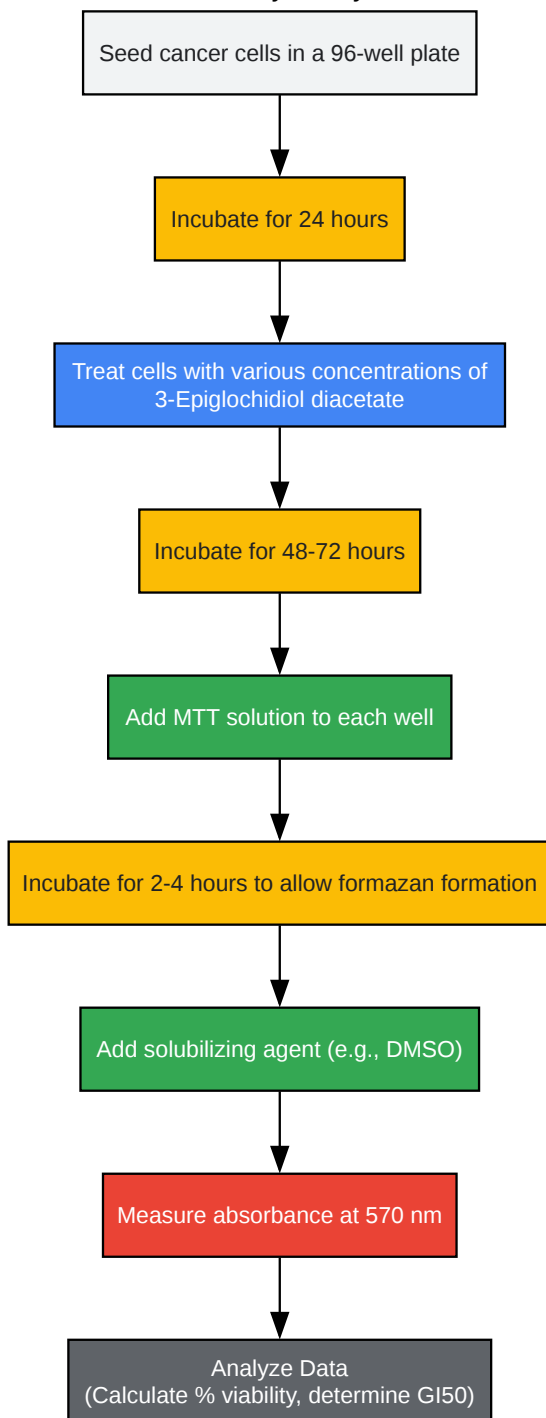 Seed cancer cells in a 96-well plate
Incubate for 24 hours
Treat cells with various concentrations of
3-Epiglochidiol diacetate
Incubate for 48-72 hours
Add MTT solution to each well
Incubate for 2-4 hours to allow formazan formation
Add solubilizing agent (e.g., DMSO)
Measure absorbance at 570 nm
Analyze Data
(Calculate % viability, determine GI50)